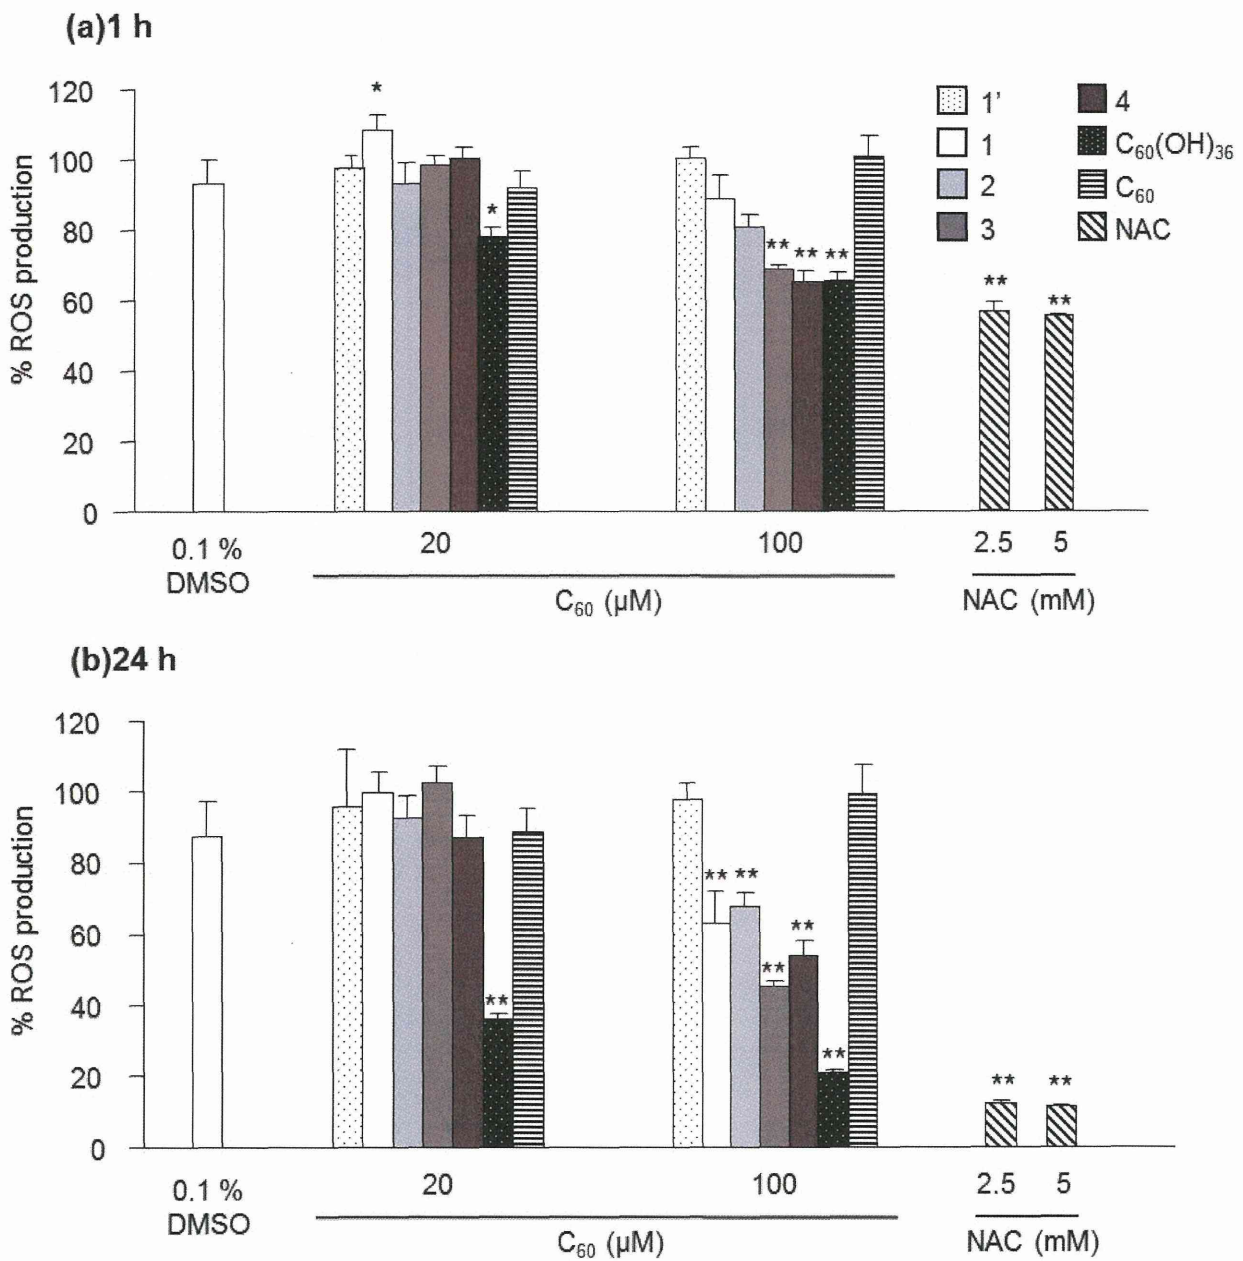 (a)1 h
120
100
80
60
40
20
0
% ROS production
*
*
** ** **
**
**
1'
1
2
3
4
C60(OH)36
C60
NAC
0.1 %
DMSO
20
100
2.5 5
C60 (µM)
NAC (mM)
(b)24 h
120
100
80
60
40
20
0
% ROS production
**
** **
**
**
**
** **
0.1 %
DMSO
20
100
2.5 5
C60 (µM)
NAC (mM)